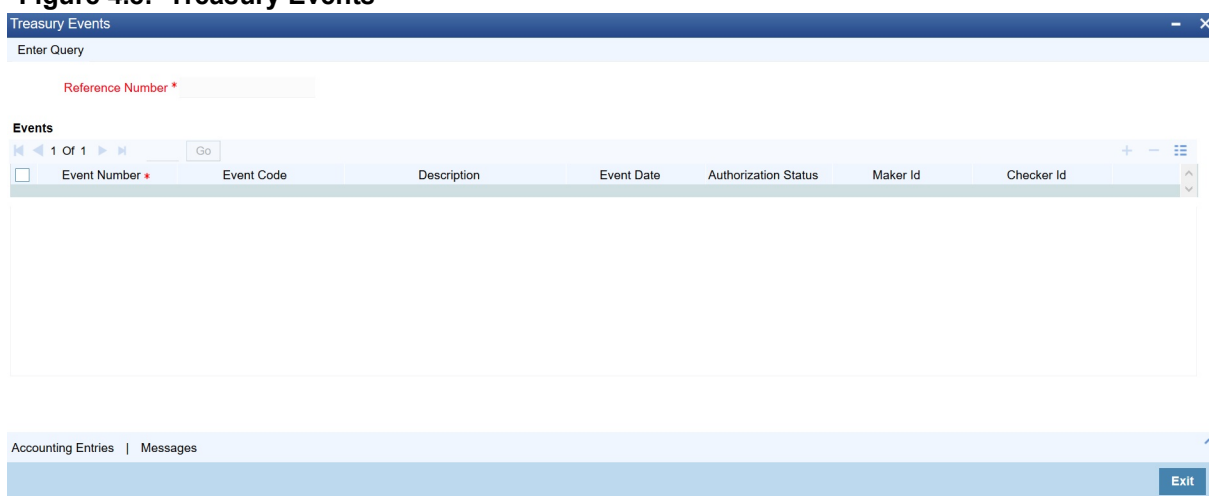 Figure 4.5: Treasury Events
Treasury Events
Enter Query
Reference Number *
Events
1 Of 1 Go
Event Number * Event Code Description Event Date Authorization Status Maker Id Checker Id
Accounting Entries | Messages
Exit